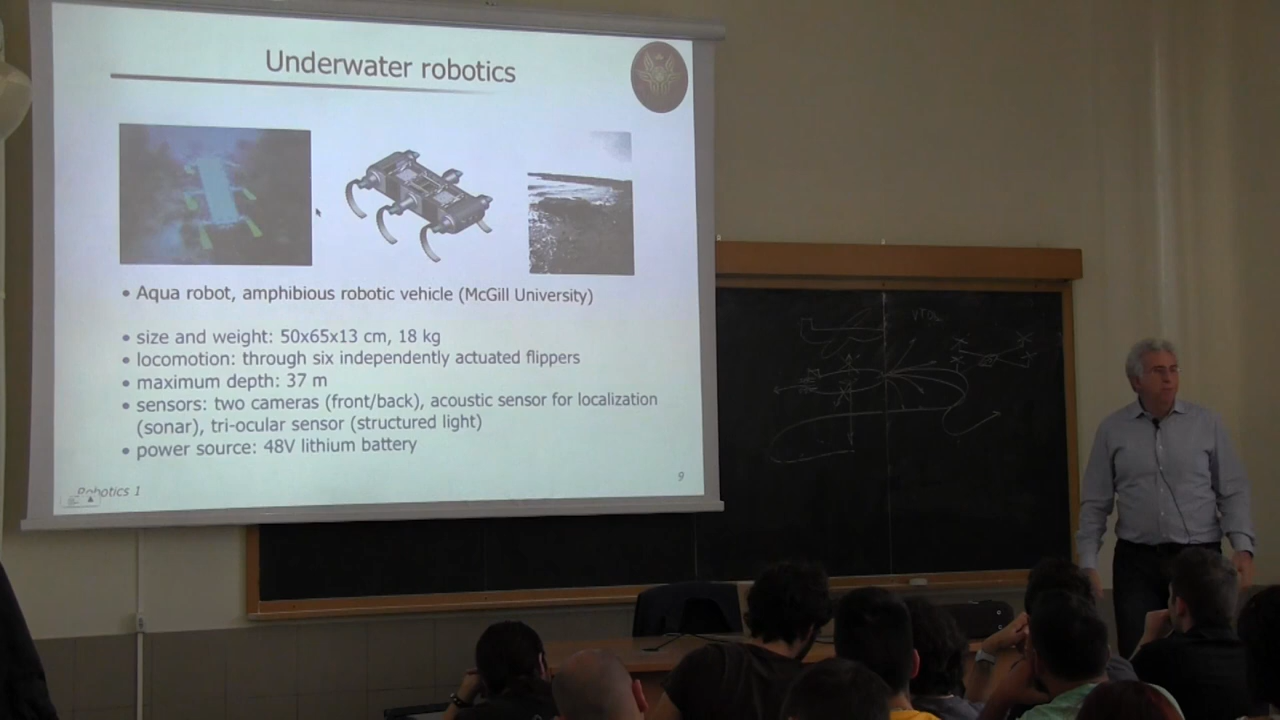 Underwater robotics
• Aqua robot, amphibious robotic vehicle (McGill University)
• size and weight: 50x65x13 cm, 18 kg
• locomotion: through six independently actuated flippers
• maximum depth: 37 m
• sensors: two cameras (front/back), acoustic sensor for localization
(sonar), tri-ocular sensor (structured light)
• power source: 48V lithium battery
Robotics 1
9